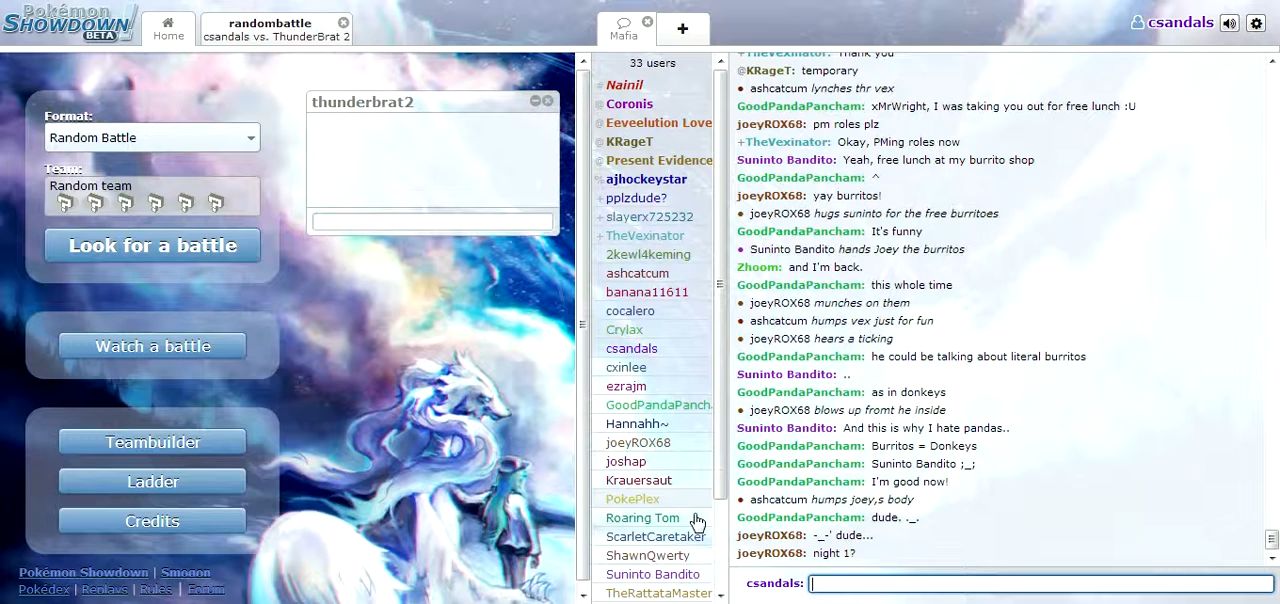 Pokémon
SHOWDOWN
BETA
Home
randombattle
csandals vs. ThunderBrat 2
Mafia
+
csandals
Format:
Random Battle
Team:
Random team
Look for a battle
Watch a battle
Teambuilder
Ladder
Credits
Pokémon Showdown | Smogon
Pokédex | Replays | Rules | Forum
thunderbrat2
33 users
@ Nainil
@ Coronis
@ Eeveelution Love
@ KRageT
@ Present Evidence
% ajhockeystar
+ pplzdude?
+ slayerx725232
+ TheVexinator
2kewl4keming
ashcatcum
banana11611
cocalero
Crylax
csandals
cxinlee
ezrajm
GoodPandaPanch
Hannahh~
joeyROX68
joshap
Krauersaut
PokePlex
Roaring Tom
ScarletCaretaker
ShawnQwerty
Suninto Bandito
TheRattataMaster
+TheVexinator: Thank you
@KRageT: temporary
• ashcatcum lynches thr vex
GoodPandaPancham: xMrWright, I was taking you out for free lunch :U
joeyROX68: pm roles plz
+TheVexinator: Okay, PMing roles now
Suninto Bandito: Yeah, free lunch at my burrito shop
GoodPandaPancham: ^
joeyROX68: yay burritos!
• joeyROX68 hugs suninto for the free burritoes
GoodPandaPancham: It's funny
• Suninto Bandito hands Joey the burritos
Zhoom: and I'm back.
GoodPandaPancham: this whole time
• joeyROX68 munches on them
• ashcatcum humps vex just for fun
• joeyROX68 hears a ticking
GoodPandaPancham: he could be talking about literal burritos
Suninto Bandito: ..
GoodPandaPancham: as in donkeys
• joeyROX68 blows up fromt he inside
Suninto Bandito: And this is why I hate pandas..
GoodPandaPancham: Burritos = Donkeys
GoodPandaPancham: Suninto Bandito ;_;
GoodPandaPancham: I'm good now!
• ashcatcum humps joey,s body
GoodPandaPancham: dude. ._.
joeyROX68: -_-' dude...
joeyROX68: night 1?
csandals: